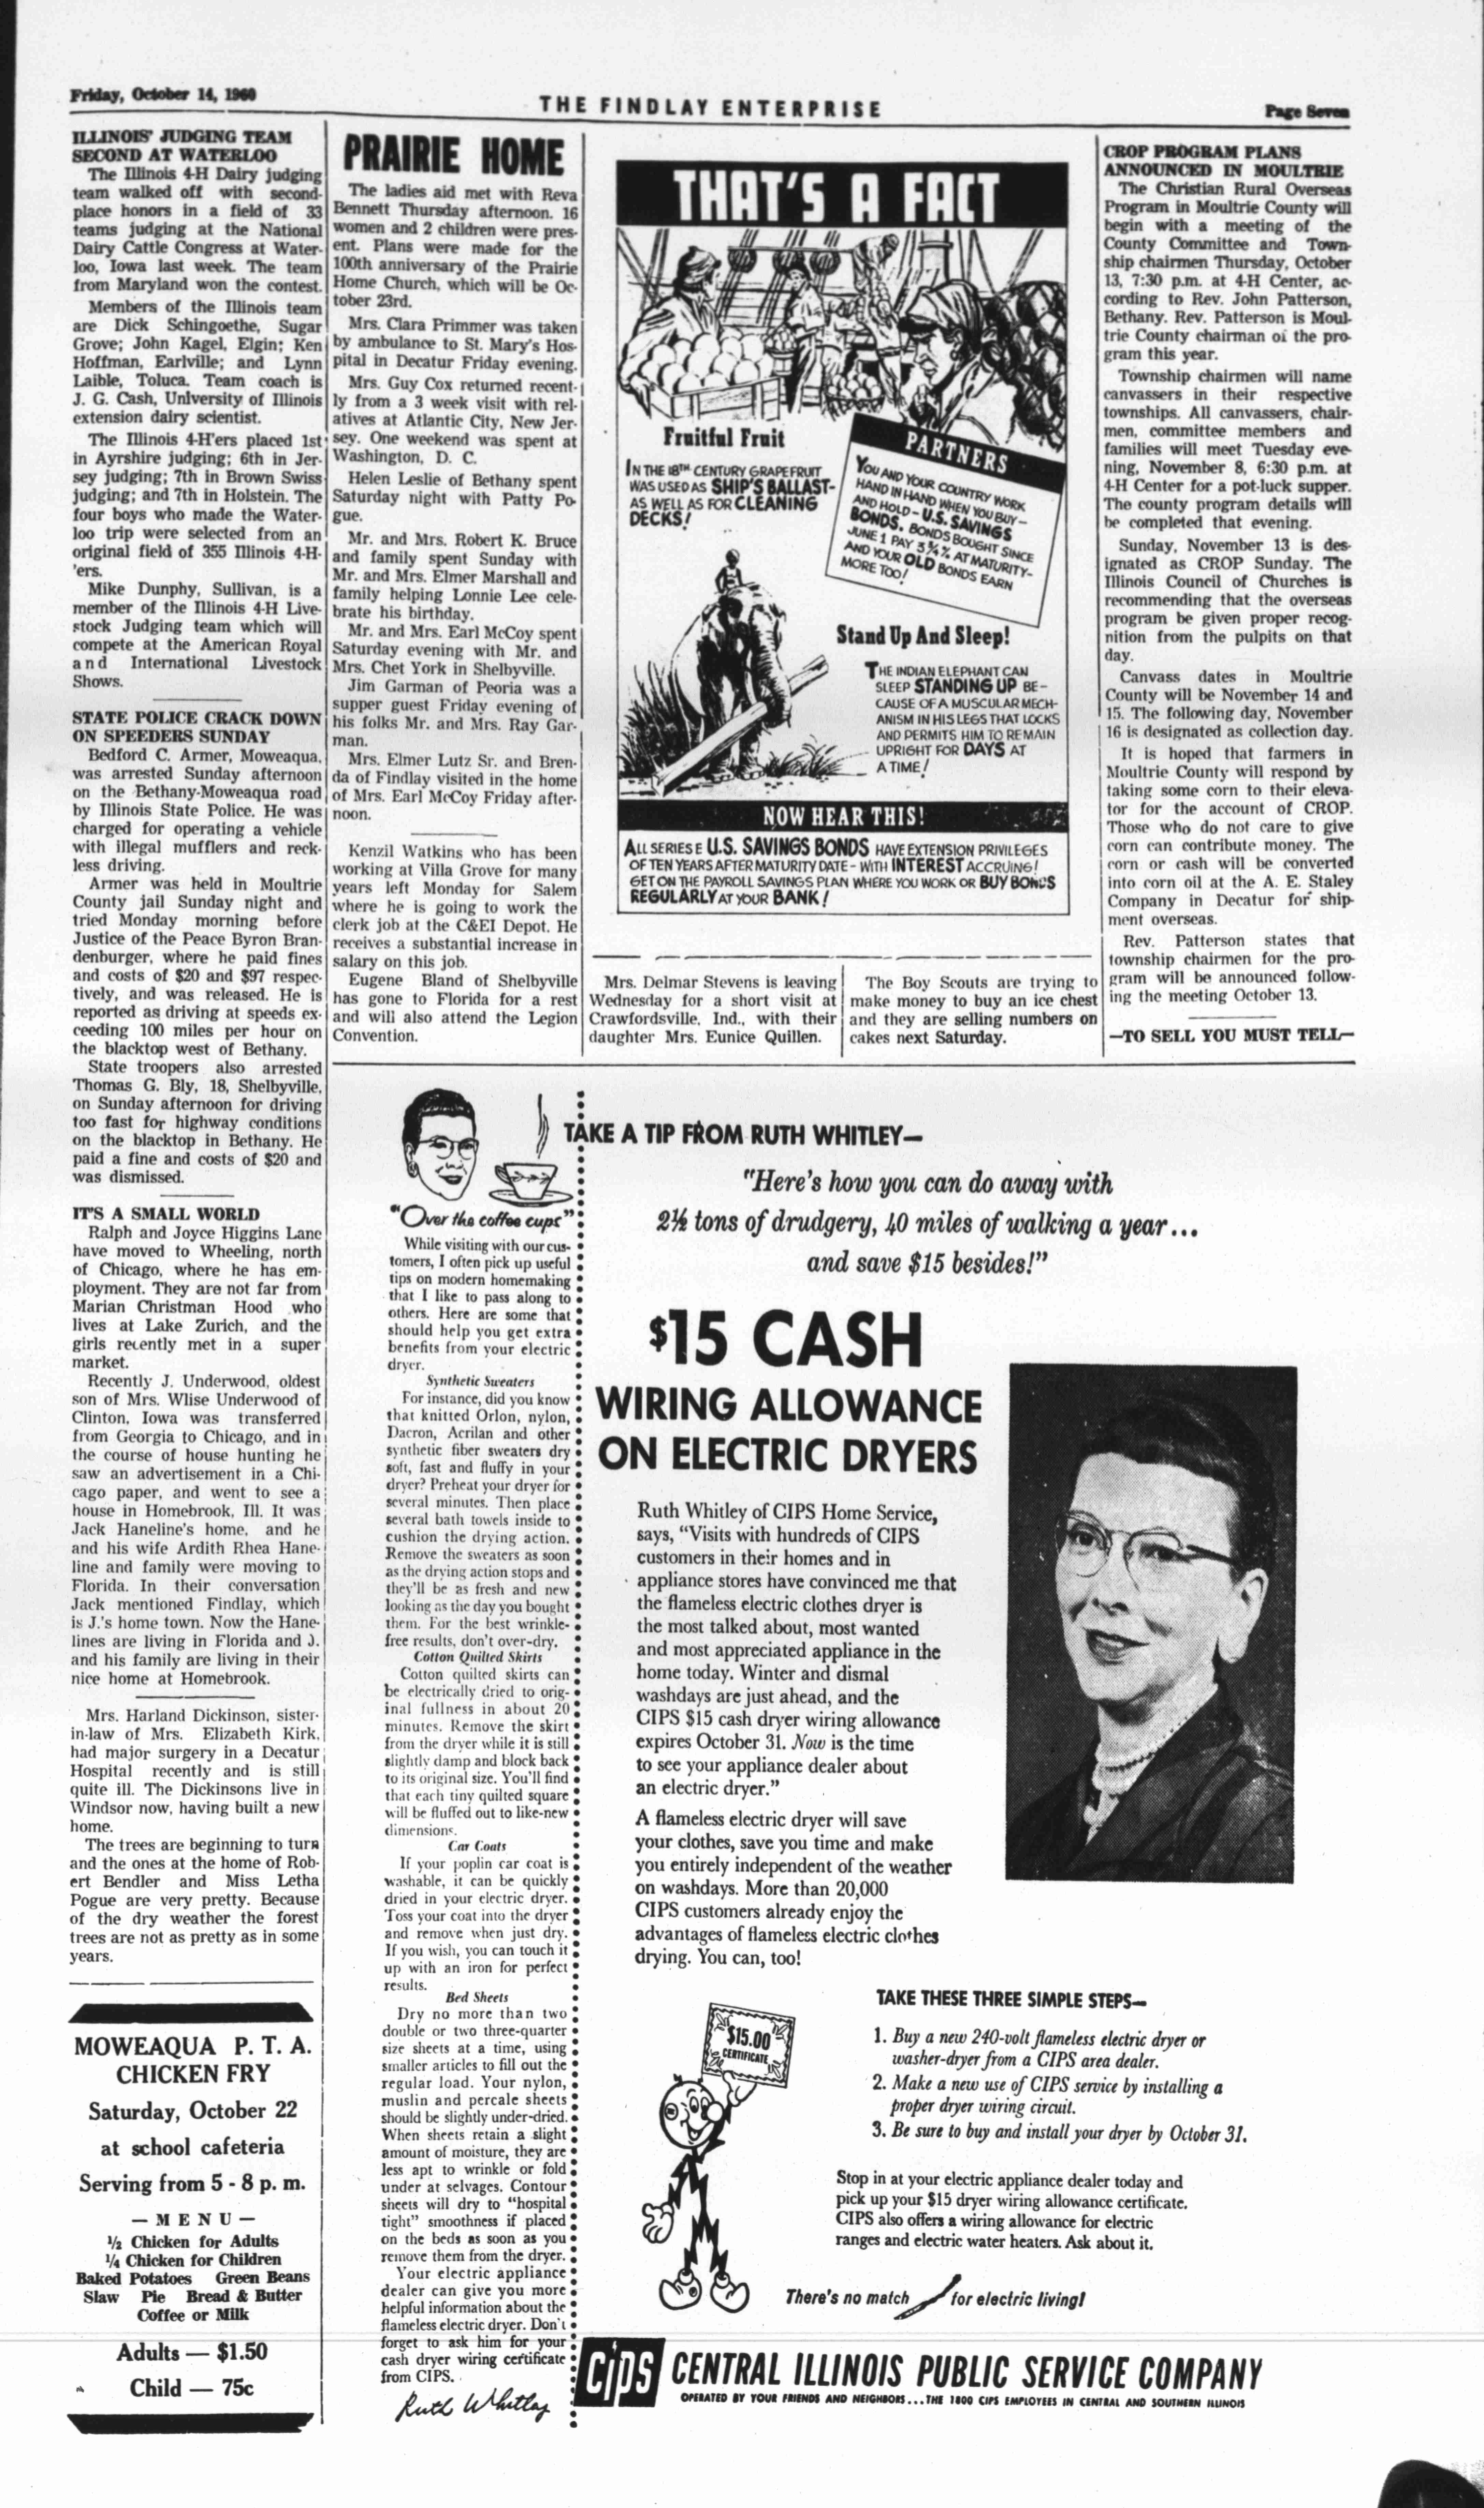 Friday, October 14, 1960
THE FINDLAY ENTERPRISE
Page Seven
ILLINOIS' JUDGING TEAM
SECOND AT WATERLOO
The Illinois 4-H Dairy judging
team walked off with second-
place honors in a field of 33
teams judging at the National
Dairy Cattle Congress at Water-
loo, Iowa last week. The team
from Maryland won the contest.
Members of the Illinois team
are Dick Schingoethe, Sugar
Grove; John Kagel, Elgin; Ken
Hoffman, Earlville; and Lynn
Laible, Toluca. Team coach is
J. G. Cash, University of Illinois
extension dairy scientist.
The Illinois 4-H'ers placed 1st
in Ayrshire judging; 6th in Jer-
sey judging; 7th in Brown Swiss
judging; and 7th in Holstein. The
four boys who made the Water-
loo trip were selected from an
original field of 355 Illinois 4-H-
'ers.
Mike Dunphy, Sullivan, is a
member of the Illinois 4-H Live-
stock Judging team which will
compete at the American Royal
and International Livestock
Shows.
STATE POLICE CRACK DOWN
ON SPEEDERS SUNDAY
Bedford C. Armer, Moweaqua,
was arrested Sunday afternoon
on the Bethany-Moweaqua road
by Illinois State Police. He was
charged for operating a vehicle
with illegal mufflers and reck-
less driving.
Armer was held in Moultrie
County jail Sunday night and
tried Monday morning before
Justice of the Peace Byron Bran-
denburger, where he paid fines
and costs of $20 and $97 respec-
tively, and was released. He is
reported as driving at speeds ex-
ceeding 100 miles per hour on
the blacktop west of Bethany.
State troopers also arrested
Thomas G. Bly, 18, Shelbyville,
on Sunday afternoon for driving
too fast for highway conditions
on the blacktop in Bethany. He
paid a fine and costs of $20 and
was dismissed.
IT'S A SMALL WORLD
Ralph and Joyce Higgins Lane
have moved to Wheeling, north
of Chicago, where he has em-
ployment. They are not far from
Marian Christman Hood who
lives at Lake Zurich, and the
girls recently met in a super
market.
Recently J. Underwood, oldest
son of Mrs. Wlise Underwood of
Clinton, Iowa was transferred
from Georgia to Chicago, and in
the course of house hunting he
saw an advertisement in a Chi-
cago paper, and went to see a
house in Homebrook, Ill. It was
Jack Haneline's home, and he
and his wife Ardith Rhea Hane-
line and family were moving to
Florida. In their conversation
Jack mentioned Findlay, which
is J.'s home town. Now the Hane-
lines are living in Florida and J.
and his family are living in their
nice home at Homebrook.
Mrs. Harland Dickinson, sister-
in-law of Mrs. Elizabeth Kirk,
had major surgery in a Decatur
Hospital recently and is still
quite ill. The Dickinsons live in
Windsor now, having built a new
home.
The trees are beginning to turn
and the ones at the home of Rob-
ert Bendler and Miss Letha
Pogue are very pretty. Because
of the dry weather the forest
trees are not as pretty as in some
years.
MOWEAQUA P. T. A.
CHICKEN FRY
Saturday, October 22
at school cafeteria
Serving from 5 - 8 p. m.
— MENU —
½ Chicken for Adults
¼ Chicken for Children
Baked Potatoes Green Beans
Slaw Pie Bread & Butter
Coffee or Milk
Adults — $1.50
Child — 75c
PRAIRIE HOME
The ladies aid met with Reva
Bennett Thursday afternoon. 16
women and 2 children were pres-
ent. Plans were made for the
100th anniversary of the Prairie
Home Church, which will be Oc-
tober 23rd.
Mrs. Clara Primmer was taken
by ambulance to St. Mary's Hos-
pital in Decatur Friday evening.
Mrs. Guy Cox returned recent-
ly from a 3 week visit with rel-
atives at Atlantic City, New Jer-
sey. One weekend was spent at
Washington, D. C.
Helen Leslie of Bethany spent
Saturday night with Patty Po-
gue.
Mr. and Mrs. Robert K. Bruce
and family spent Sunday with
Mr. and Mrs. Elmer Marshall and
family helping Lonnie Lee cele-
brate his birthday.
Mr. and Mrs. Earl McCoy spent
Saturday evening with Mr. and
Mrs. Chet York in Shelbyville.
Jim Garman of Peoria was a
supper guest Friday evening of
his folks Mr. and Mrs. Ray Gar-
man.
Mrs. Elmer Lutz Sr. and Bren-
da of Findlay visited in the home
of Mrs. Earl McCoy Friday after-
noon.
Kenzil Watkins who has been
working at Villa Grove for many
years left Monday for Salem
where he is going to work the
clerk job at the C&EI Depot. He
receives a substantial increase in
salary on this job.
Eugene Bland of Shelbyville
has gone to Florida for a rest
and will also attend the Legion
Convention.
THAT'S A FACT
Fruitful Fruit
IN THE 18TH CENTURY GRAPEFRUIT
WAS USED AS SHIP'S BALLAST-
AS WELL AS FOR CLEANING
DECKS!
PARTNERS
YOU AND YOUR COUNTRY WORK
HAND IN HAND WHEN YOU BUY-
AND HOLD - U.S. SAVINGS
BONDS. BONDS BOUGHT SINCE
JUNE 1 PAY 3¾% AT MATURITY-
AND YOUR OLD BONDS EARN
MORE TOO!
Stand Up And Sleep!
THE INDIAN ELEPHANT CAN
SLEEP STANDING UP BE-
CAUSE OF A MUSCULAR MECH-
ANISM IN HIS LEGS THAT LOCKS
AND PERMITS HIM TO REMAIN
UPRIGHT FOR DAYS AT
A TIME!
NOW HEAR THIS!
ALL SERIES E U.S. SAVINGS BONDS HAVE EXTENSION PRIVILEGES
OF TEN YEARS AFTER MATURITY DATE - WITH INTEREST ACCRUING!
GET ON THE PAYROLL SAVINGS PLAN WHERE YOU WORK OR BUY BONDS
REGULARLY AT YOUR BANK!
Mrs. Delmar Stevens is leaving
Wednesday for a short visit at
Crawfordsville, Ind., with their
daughter Mrs. Eunice Quillen.
The Boy Scouts are trying to
make money to buy an ice chest
and they are selling numbers on
cakes next Saturday.
CROP PROGRAM PLANS
ANNOUNCED IN MOULTRIE
The Christian Rural Overseas
Program in Moultrie County will
begin with a meeting of the
County Committee and Town-
ship chairmen Thursday, October
13, 7:30 p.m. at 4-H Center, ac-
cording to Rev. John Patterson,
Bethany. Rev. Patterson is Moul-
trie County chairman of the pro-
gram this year.
Township chairmen will name
canvassers in their respective
townships. All canvassers, chair-
men, committee members and
families will meet Tuesday eve-
ning, November 8, 6:30 p.m. at
4-H Center for a pot-luck supper.
The county program details will
be completed that evening.
Sunday, November 13 is des-
ignated as CROP Sunday. The
Illinois Council of Churches is
recommending that the overseas
program be given proper recog-
nition from the pulpits on that
day.
Canvass dates in Moultrie
County will be November 14 and
15. The following day, November
16 is designated as collection day.
It is hoped that farmers in
Moultrie County will respond by
taking some corn to their eleva-
tor for the account of CROP.
Those who do not care to give
corn can contribute money. The
corn or cash will be converted
into corn oil at the A. E. Staley
Company in Decatur for ship-
ment overseas.
Rev. Patterson states that
township chairmen for the pro-
gram will be announced follow-
ing the meeting October 13.
—TO SELL YOU MUST TELL—
"Over the coffee cups"
While visiting with our cus-
tomers, I often pick up useful
tips on modern homemaking
that I like to pass along to
others. Here are some that
should help you get extra
benefits from your electric
dryer.
Synthetic Sweaters
For instance, did you know
that knitted Orlon, nylon,
Dacron, Acrilan and other
synthetic fiber sweaters dry
soft, fast and fluffy in your
dryer? Preheat your dryer for
several minutes. Then place
several bath towels inside to
cushion the drying action.
Remove the sweaters as soon
as the drying action stops and
they'll be as fresh and new
looking as the day you bought
them. For the best wrinkle-
free results, don't over-dry.
Cotton Quilted Skirts
Cotton quilted skirts can
be electrically dried to orig-
inal fullness in about 20
minutes. Remove the skirt
from the dryer while it is still
slightly damp and block back
to its original size. You'll find
that each tiny quilted square
will be fluffed out to like-new
dimensions.
Car Coats
If your poplin car coat is
washable, it can be quickly
dried in your electric dryer.
Toss your coat into the dryer
and remove when just dry.
If you wish, you can touch it
up with an iron for perfect
results.
Bed Sheets
Dry no more than two
double or two three-quarter
size sheets at a time, using
smaller articles to fill out the
regular load. Your nylon,
muslin and percale sheets
should be slightly under-dried.
When sheets retain a slight
amount of moisture, they are
less apt to wrinkle or fold
under at selvages. Contour
sheets will dry to "hospital
tight" smoothness if placed
on the beds as soon as you
remove them from the dryer.
Your electric appliance
dealer can give you more
helpful information about the
flameless electric dryer. Don't
forget to ask him for your
cash dryer wiring certificate
from CIPS.
Ruth Whitley
TAKE A TIP FROM RUTH WHITLEY—
"Here's how you can do away with
2½ tons of drudgery, 40 miles of walking a year...
and save $15 besides!"
$15 CASH
WIRING ALLOWANCE
ON ELECTRIC DRYERS
Ruth Whitley of CIPS Home Service,
says, "Visits with hundreds of CIPS
customers in their homes and in
appliance stores have convinced me that
the flameless electric clothes dryer is
the most talked about, most wanted
and most appreciated appliance in the
home today. Winter and dismal
washdays are just ahead, and the
CIPS $15 cash dryer wiring allowance
expires October 31. Now is the time
to see your appliance dealer about
an electric dryer."
A flameless electric dryer will save
your clothes, save you time and make
you entirely independent of the weather
on washdays. More than 20,000
CIPS customers already enjoy the
advantages of flameless electric clothes
drying. You can, too!
$15.00
CERTIFICATE
TAKE THESE THREE SIMPLE STEPS—
1. Buy a new 240-volt flameless electric dryer or
washer-dryer from a CIPS area dealer.
2. Make a new use of CIPS service by installing a
proper dryer wiring circuit.
3. Be sure to buy and install your dryer by October 31.
Stop in at your electric appliance dealer today and
pick up your $15 dryer wiring allowance certificate.
CIPS also offers a wiring allowance for electric
ranges and electric water heaters. Ask about it.
There's no match for electric living!
CIPS CENTRAL ILLINOIS PUBLIC SERVICE COMPANY
OPERATED BY YOUR FRIENDS AND NEIGHBORS...THE 1800 CIPS EMPLOYEES IN CENTRAL AND SOUTHERN ILLINOIS